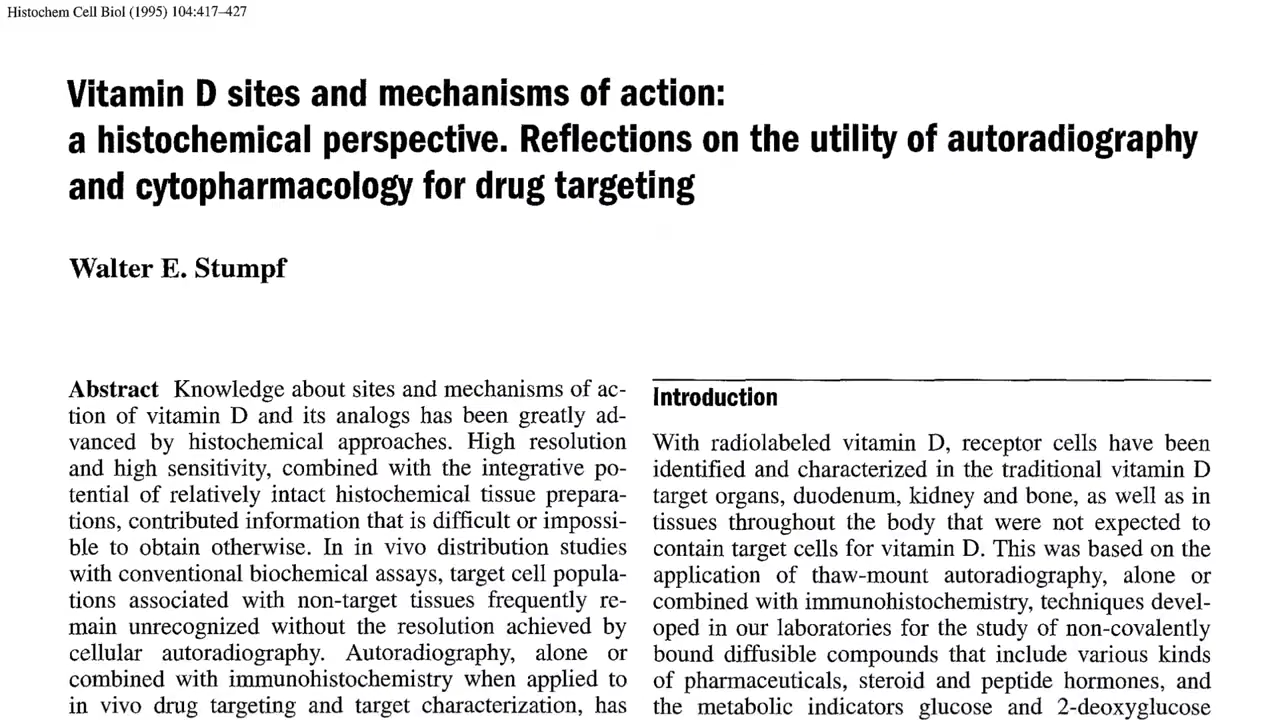 Histochem Cell Biol (1995) 104:417–427
Vitamin D sites and mechanisms of action:
a histochemical perspective. Reflections on the utility of autoradiography
and cytopharmacology for drug targeting
Walter E. Stumpf
Abstract Knowledge about sites and mechanisms of ac-
tion of vitamin D and its analogs has been greatly ad-
vanced by histochemical approaches. High resolution
and high sensitivity, combined with the integrative po-
tential of relatively intact histochemical tissue prepara-
tions, contributed information that is difficult or impossi-
ble to obtain otherwise. In in vivo distribution studies
with conventional biochemical assays, target cell popula-
tions associated with non-target tissues frequently re-
main unrecognized without the resolution achieved by
cellular autoradiography. Autoradiography, alone or
combined with immunohistochemistry when applied to
in vivo drug targeting and target characterization, has
Introduction
With radiolabeled vitamin D, receptor cells have been
identified and characterized in the traditional vitamin D
target organs, duodenum, kidney and bone, as well as in
tissues throughout the body that were not expected to
contain target cells for vitamin D. This was based on the
application of thaw-mount autoradiography, alone or
combined with immunohistochemistry, techniques devel-
oped in our laboratories for the study of non-covalently
bound diffusible compounds that include various kinds
of pharmaceuticals, steroid and peptide hormones, and
the metabolic indicators glucose and 2-deoxyglucose